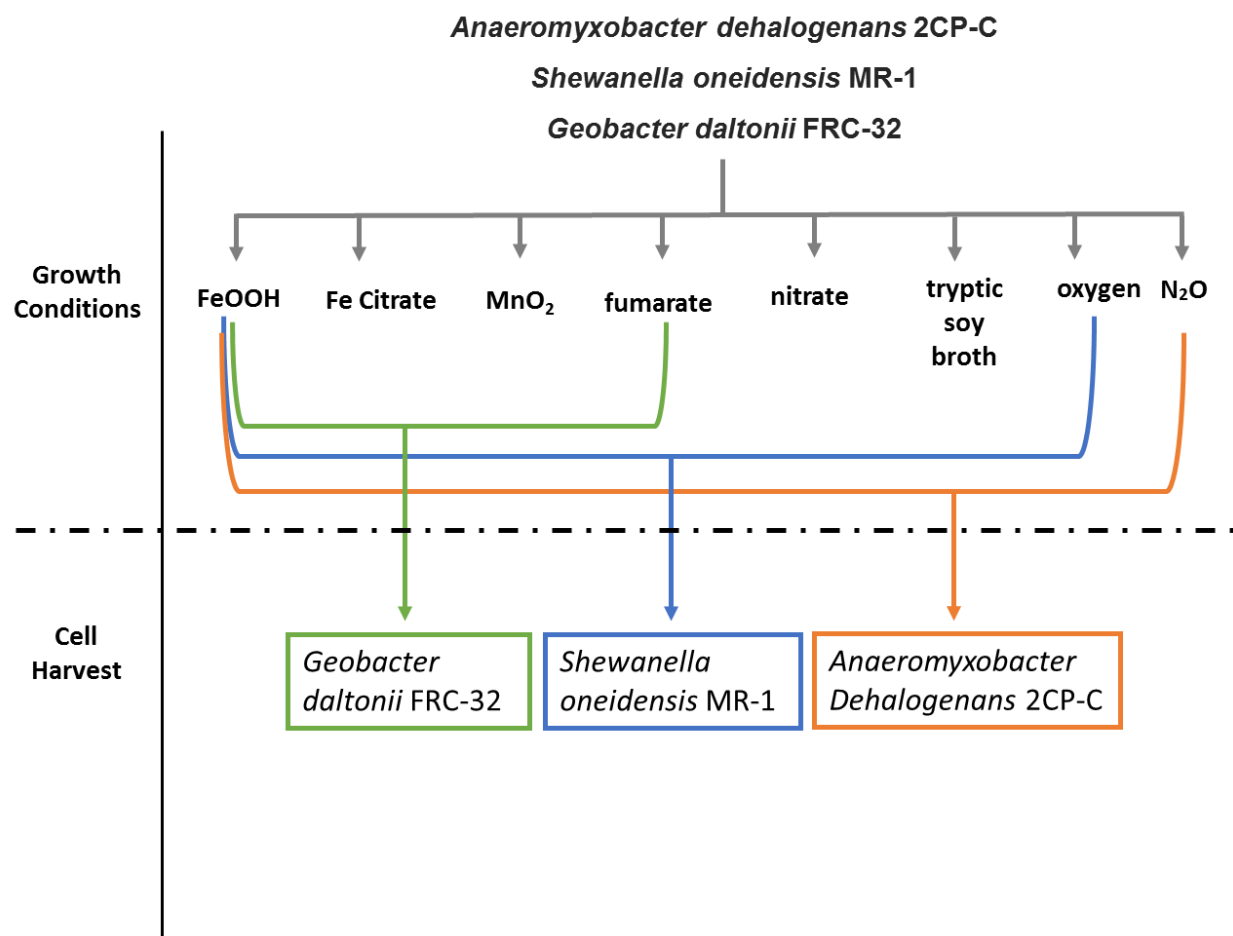 Anaeromyxobacter dehalogenans 2CP-C
Shewanella oneidensis MR-1
Geobacter daltonii FRC-32
Growth
Conditions
FeOOH
Fe Citrate
MnO₂
fumarate
nitrate
tryptic
soy
broth
oxygen
N₂O
Cell
Harvest
Geobacter
daltonii FRC-32
Shewanella
oneidensis MR-1
Anaeromyxobacter
Dehalogenans 2CP-C